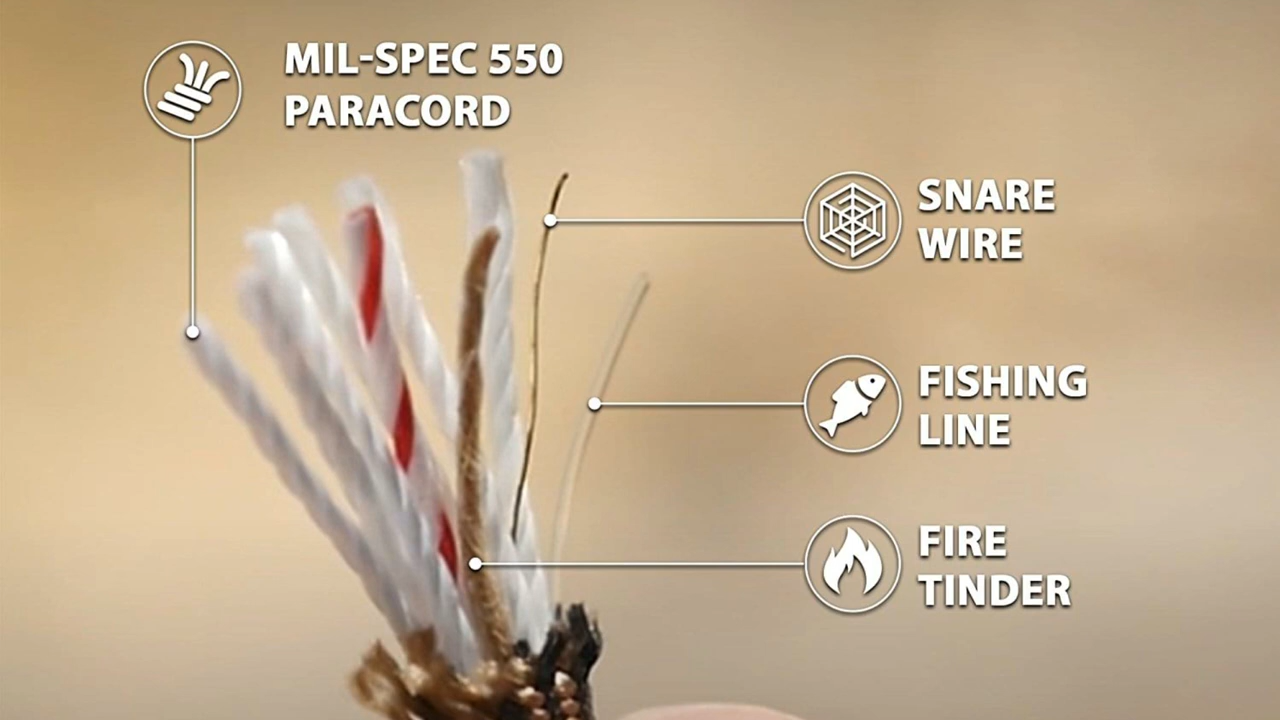 MIL-SPEC 550
PARACORD
SNARE
WIRE
FISHING
LINE
FIRE
TINDER